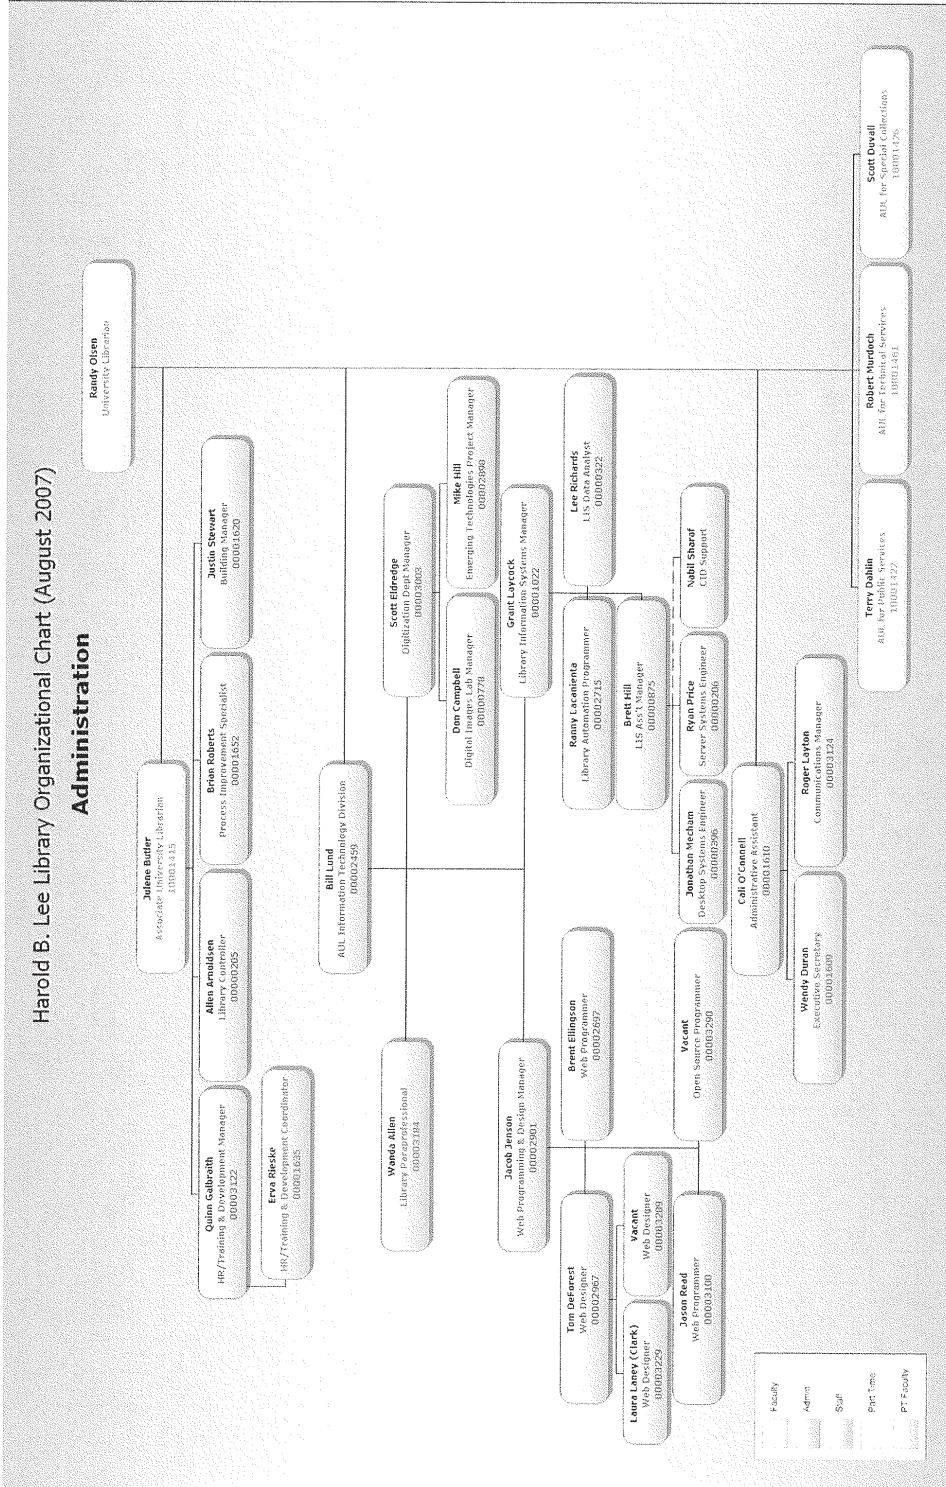 Harold B. Lee Library Organizational Chart (August 2007)
Administration
Randy Olsen
University Librarian
Julene Butler
Associate University Librarian
10001415
Quinn Galbraith
HR/Training & Development Manager
00003122
Allen Arnoldsen
Library Controller
00000205
Brian Roberts
Process Improvement Specialist
00001652
Justin Stewart
Building Manager
00001620
Erva Rieske
HR/Training & Development Coordinator
00001635
Bill Lund
AUL Information Technology Division
00002459
Wanda Allen
Library Paraprofessional
00003184
Scott Eldredge
Digitization Dept Manager
00003003
Don Campbell
Digital Images Lab Manager
00000778
Mike Hill
Emerging Technologies Project Manager
00002898
Jacob Jenson
Web Programming & Design Manager
00002901
Grant Laycock
Library Information Systems Manager
00001022
Tom DeForest
Web Designer
00002967
Brent Ellingson
Web Programmer
00002697
Ranny Lacanienta
Library Automation Programmer
00002715
Lee Richards
LIS Data Analyst
00000322
Laura Laney (Clark)
Web Designer
00003229
Vacant
Web Designer
00003209
Brett Hill
LIS Ass't Manager
00000875
Jason Read
Web Programmer
00003100
Vacant
Open Source Programmer
00003290
Jonathan Mecham
Desktop Systems Engineer
00000396
Ryan Price
Server Systems Engineer
00000206
Nabil Sharaf
CID Support
Cali O'Connell
Administrative Assistant
00001610
Wendy Duran
Executive Secretary
00001609
Roger Layton
Communications Manager
00003124
Terry Dahlin
AUL for Public Services
10001422
Robert Murdoch
AUL for Technical Services
10001461
Scott Duvall
AUL for Special Collections
10001426
Faculty
Admin
Staff
Part Time
PT Faculty